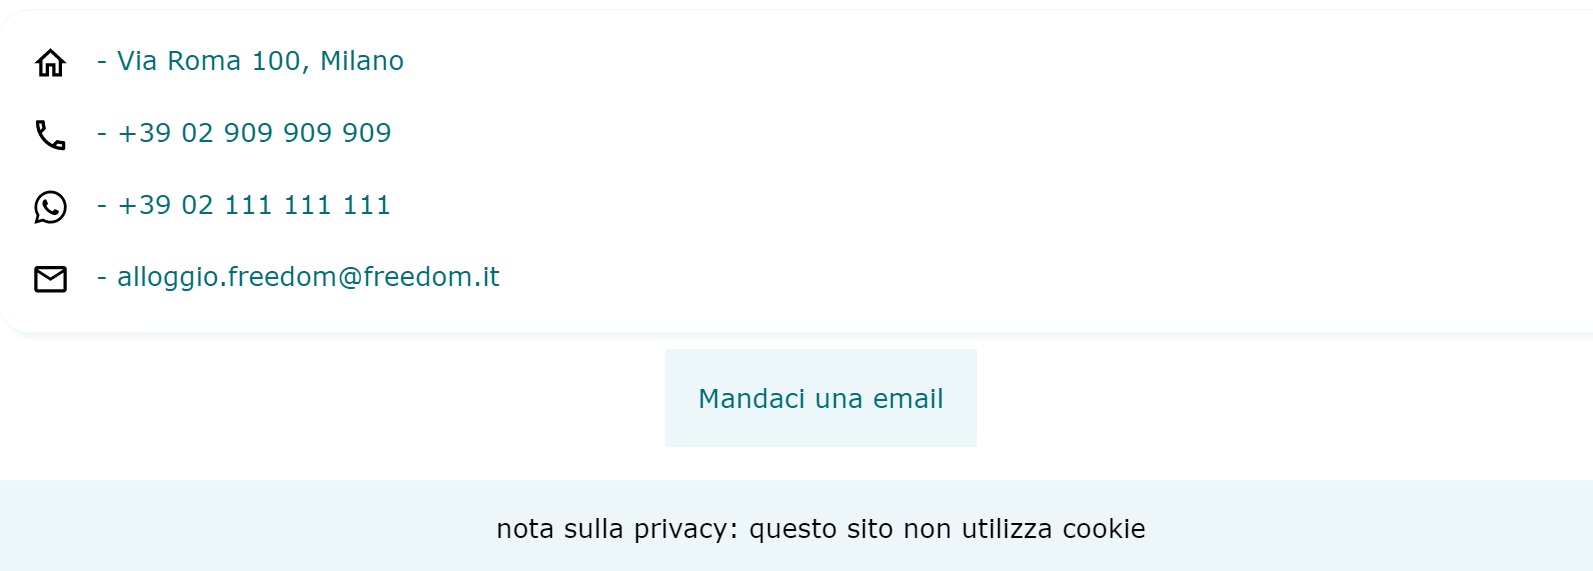 - Via Roma 100, Milano
- +39 02 909 909 909
- +39 02 111 111 111
- alloggio.freedom@freedom.it
Mandaci una email
nota sulla privacy: questo sito non utilizza cookie